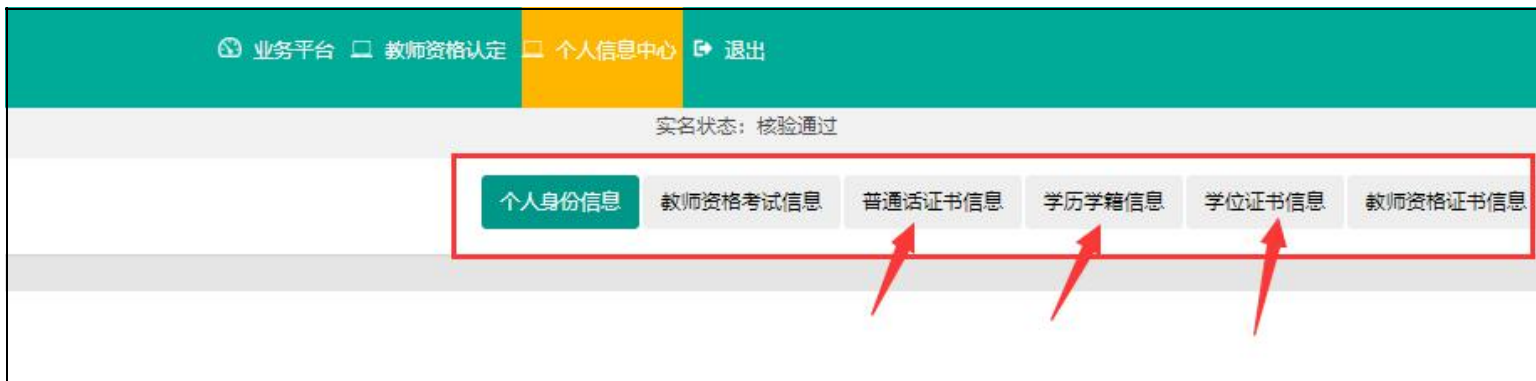 业务平台 教师资格认定 个人信息中心 退出
实名状态：核验通过
个人身份信息 教师资格考试信息 普通话证书信息 学历学籍信息 学位证书信息 教师资格证书信息